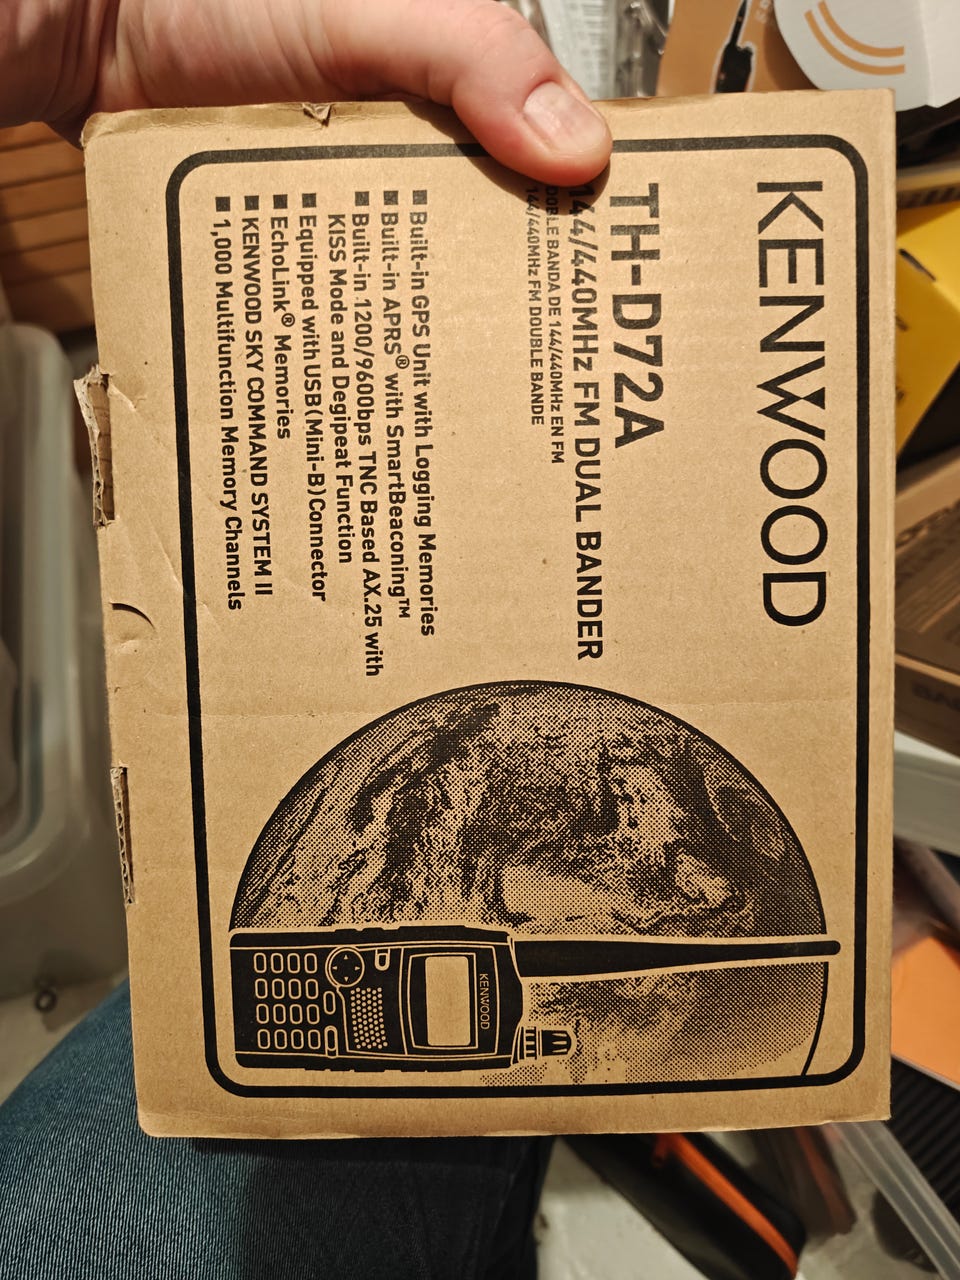 KENWOOD
TH-D72A
144/440MHz FM DUAL BANDER
DOBLE BANDA DE 144/440MHz EN FM
144/440MHz FM DOUBLE BANDE
■ Built-in GPS Unit with Logging Memories
■ Built-in APRS® with SmartBeaconing™
■ Built-in 1200/9600bps TNC Based AX.25 with
KISS Mode and Degipeat Function
■ Equipped with USB(Mini-B)Connector
■ EchoLink® Memories
■ KENWOOD SKY COMMAND SYSTEM II
■ 1,000 Multifunction Memory Channels
KENWOOD